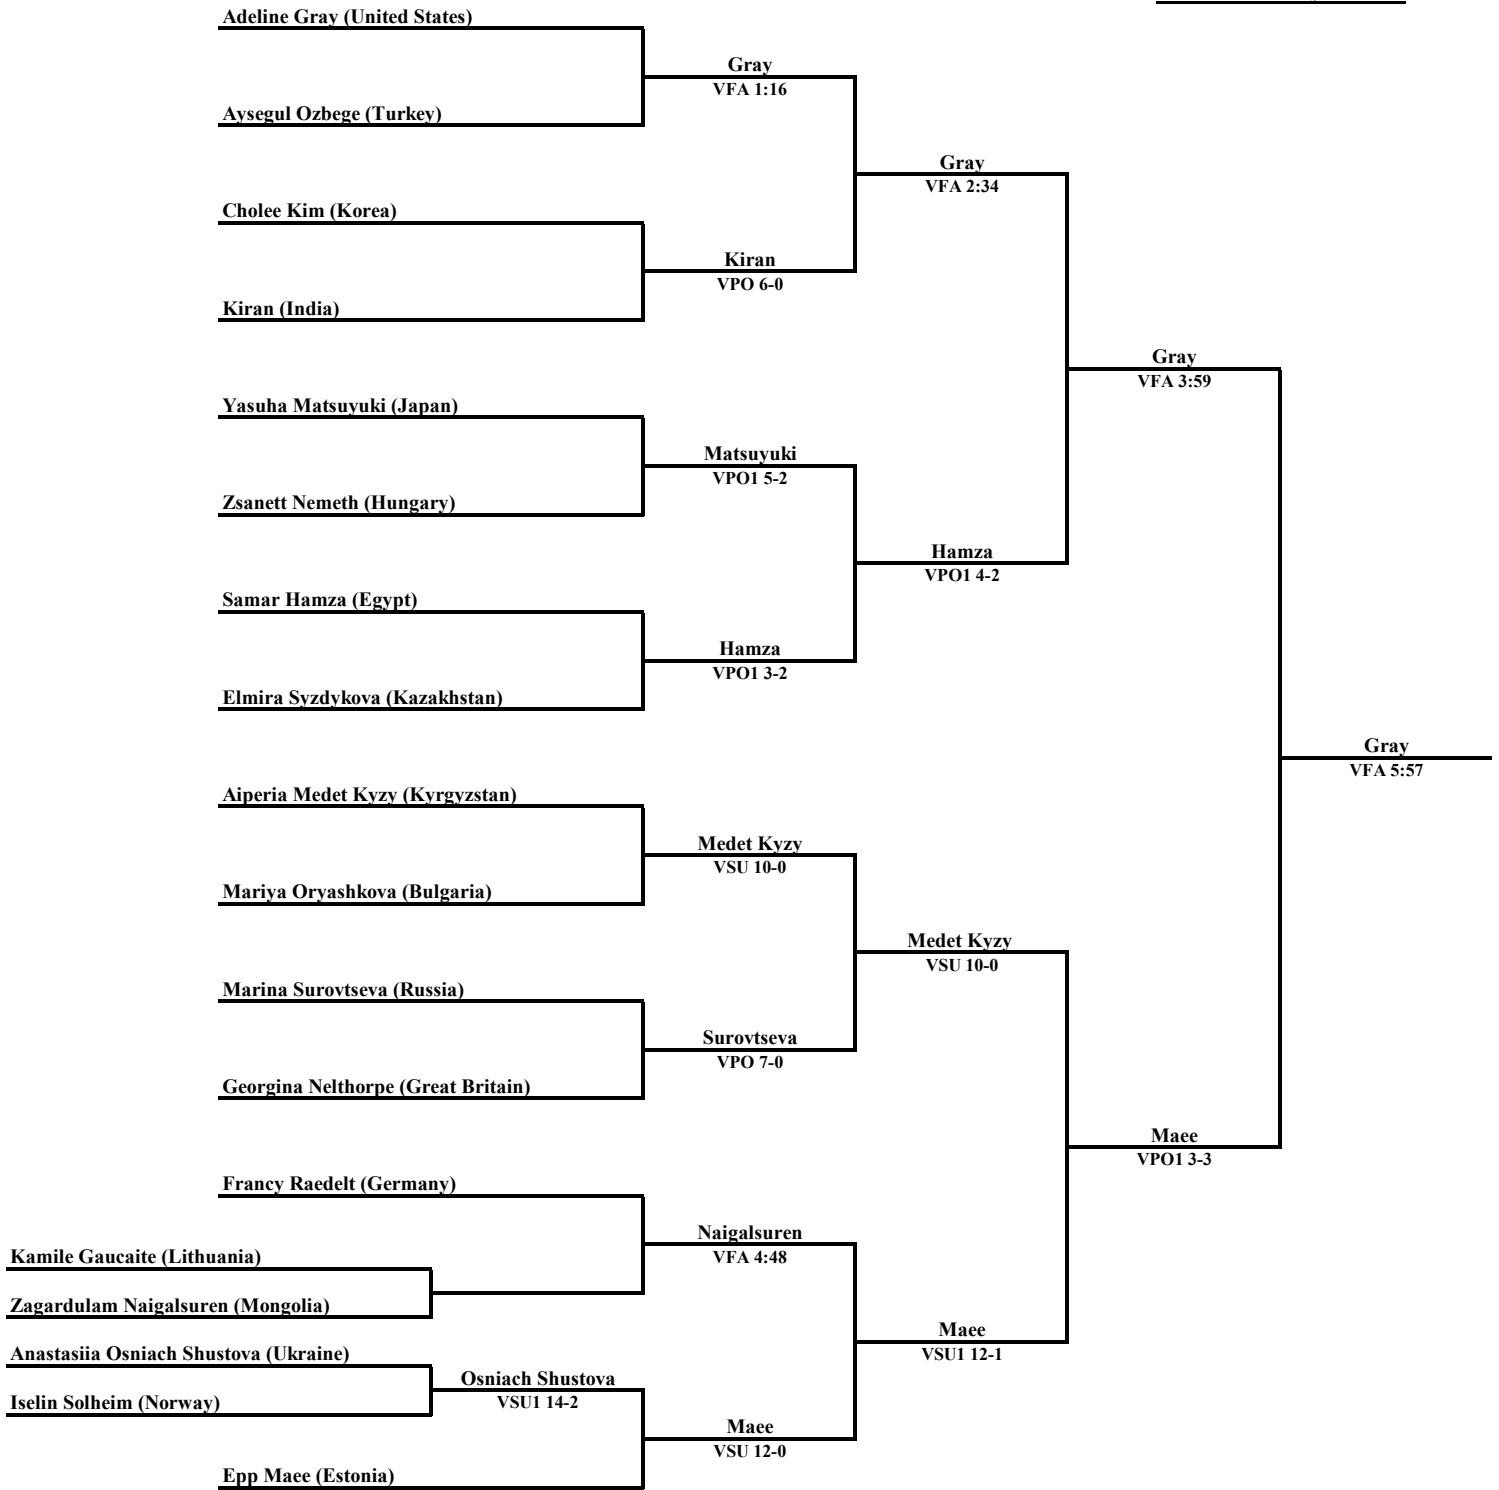 Adeline Gray (United States)
Gray
VFA 1:16
Aysegul Ozbege (Turkey)
Gray
VFA 2:34
Cholee Kim (Korea)
Kiran
VPO 6-0
Kiran (India)
Gray
VFA 3:59
Yasuha Matsuyuki (Japan)
Matsuyuki
VPO1 5-2
Zsanett Nemeth (Hungary)
Hamza
VPO1 4-2
Samar Hamza (Egypt)
Hamza
VPO1 3-2
Elmira Syzdykova (Kazakhstan)
Gray
VFA 5:57
Aiperia Medet Kyzy (Kyrgyzstan)
Medet Kyzy
VSU 10-0
Mariya Oryashkova (Bulgaria)
Medet Kyzy
VSU 10-0
Marina Surovtseva (Russia)
Surovtseva
VPO 7-0
Georgina Nelthorpe (Great Britain)
Maee
VPO1 3-3
Francy Raedelt (Germany)
Naigalsuren
VFA 4:48
Kamile Gaucaite (Lithuania)
Zagardulam Naigalsuren (Mongolia)
Maee
VSU1 12-1
Anastasiia Osniach Shustova (Ukraine)
Osniach Shustova
VSU1 14-2
Iselin Solheim (Norway)
Maee
VSU 12-0
Epp Maee (Estonia)